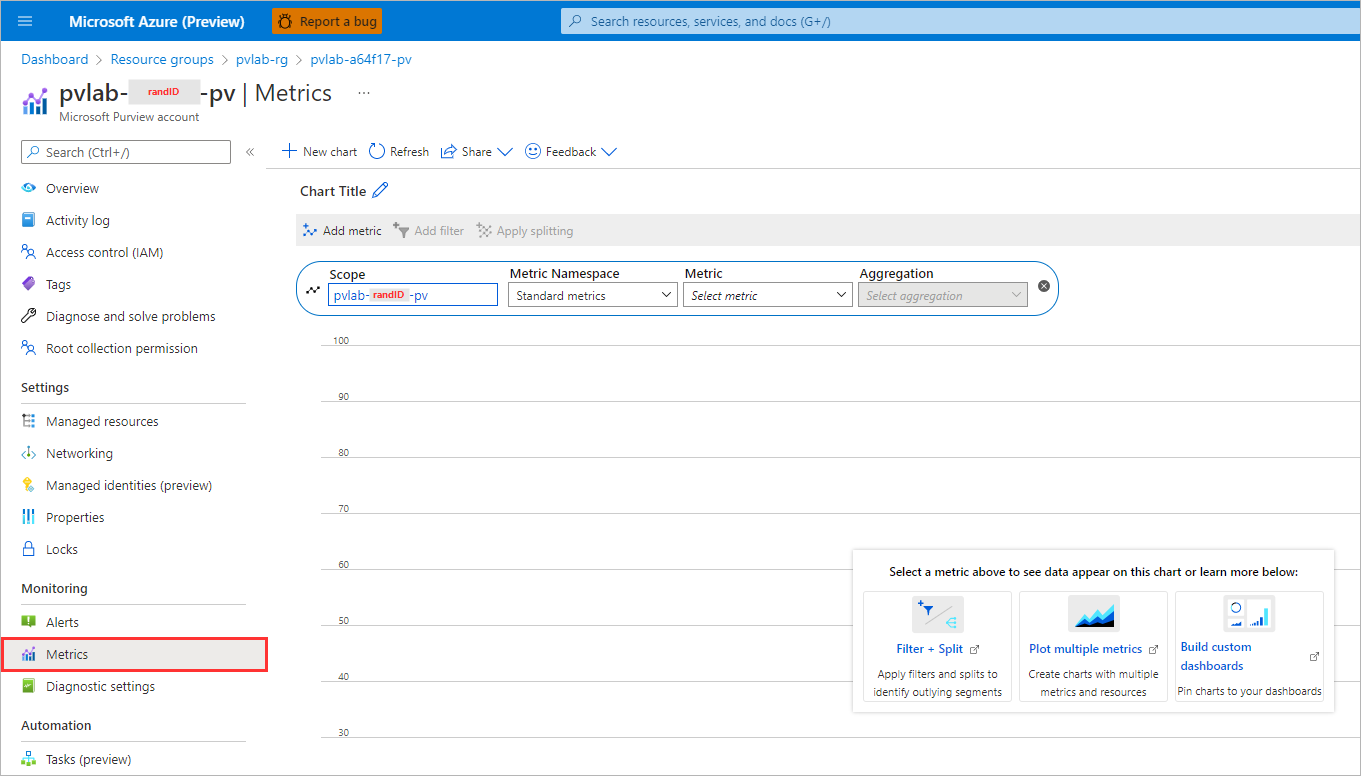 Microsoft Azure (Preview)
Report a bug
Search resources, services, and docs (G+/)
Dashboard > Resource groups > pvlab-rg > pvlab-a64f17-pv
pvlab- randID -pv | Metrics ...
Microsoft Purview account
Search (Ctrl+/)
«
New chart
Refresh
Share
Feedback
Overview
Activity log
Access control (IAM)
Tags
Diagnose and solve problems
Root collection permission
Settings
Managed resources
Networking
Managed identities (preview)
Properties
Locks
Monitoring
Alerts
Metrics
Diagnostic settings
Automation
Tasks (preview)
Chart Title
Add metric
Add filter
Apply splitting
Scope
pvlab- randID -pv
Metric Namespace
Standard metrics
Metric
Select metric
Aggregation
Select aggregation
100
90
80
70
60
50
40
30
Select a metric above to see data appear on this chart or learn more below:
Filter + Split
Apply filters and splits to
identify outlying segments
Plot multiple metrics
Create charts with multiple
metrics and resources
Build custom
dashboards
Pin charts to your dashboards